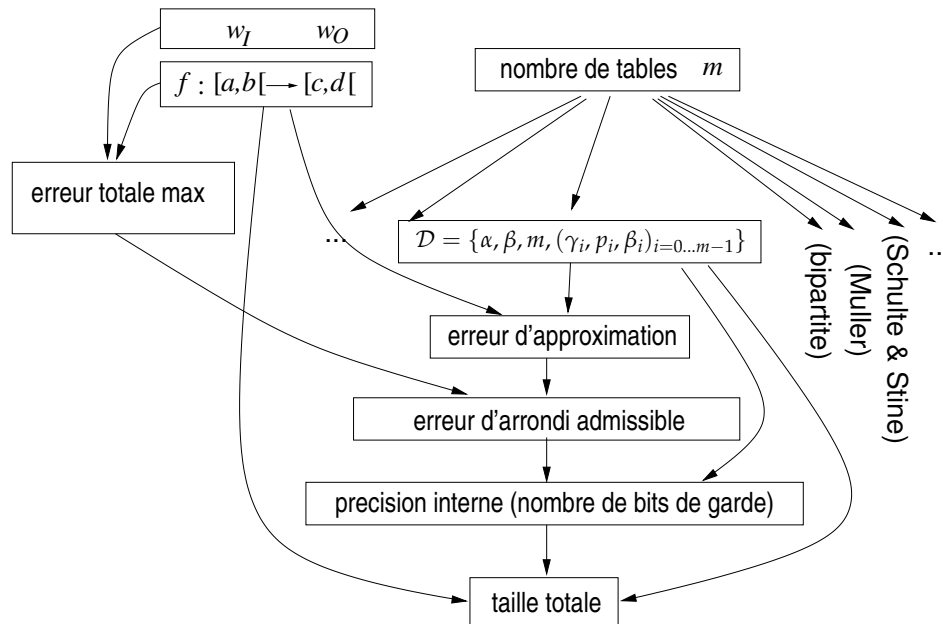 w_I w_O
f : [a,b[ → [c,d[
nombre de tables m
erreur totale max
...
𝒟 = {α, β, m, (γ_i, p_i, β_i)_{i=0...m−1}}
(bipartite)
(Muller)
(Schulte & Stine)
..
erreur d'approximation
erreur d'arrondi admissible
precision interne (nombre de bits de garde)
taille totale